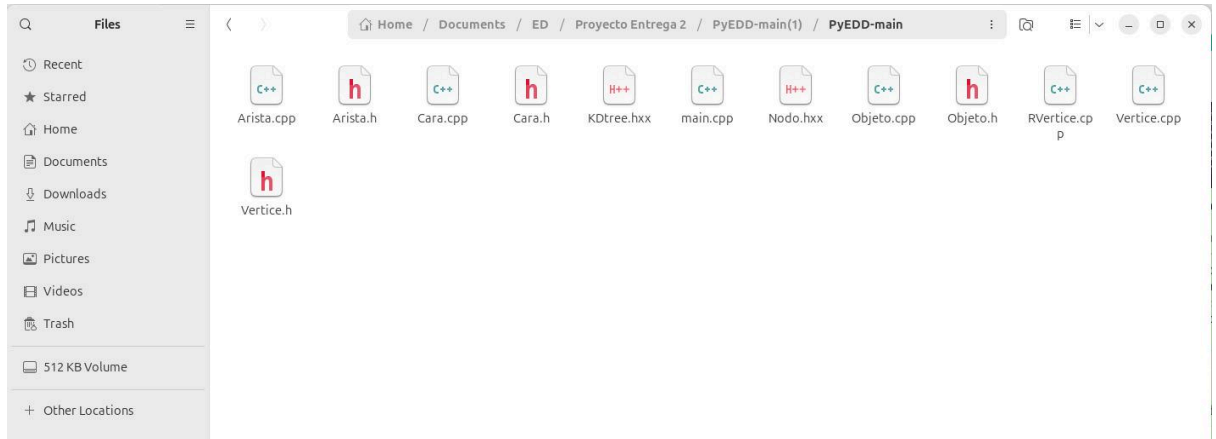 Files
Home / Documents / ED / Proyecto Entrega 2 / PyEDD-main(1) / PyEDD-main
Recent
Starred
Home
Documents
Downloads
Music
Pictures
Videos
Trash
512 KB Volume
+ Other Locations
C++ h C++ h H++ C++ H++ C++ h C++ C++
Arista.cpp Arista.h Cara.cpp Cara.h KDtree.hxx main.cpp Nodo.hxx Objeto.cpp Objeto.h RVertice.cp Vertice.cpp
p
h
Vertice.h